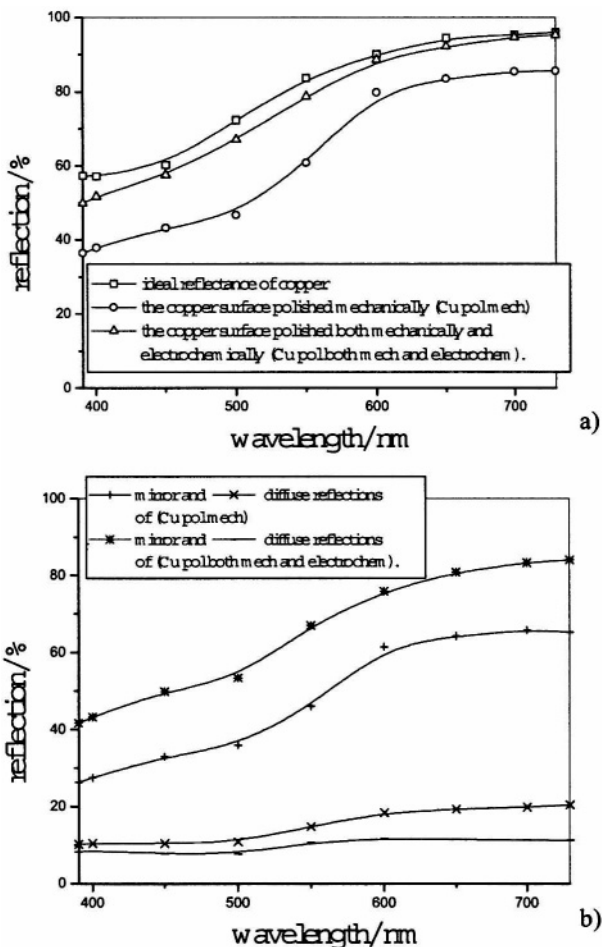 100
80
60
40
20
0
reflection/%
ideal reflectance of copper
the copper surface polished mechanically (Cu pol mech)
the copper surface polished both mechanically and
electrochemically (Cu pol both mech and electrochem).
400 500 600 700
wavelength/nm
a)
100
80
60
40
20
0
reflection/%
mirror and diffuse reflections
of (Cu pol mech)
mirror and diffuse reflections
of (Cu pol both mech and electrochem).
400 500 600 700
wavelength/nm
b)